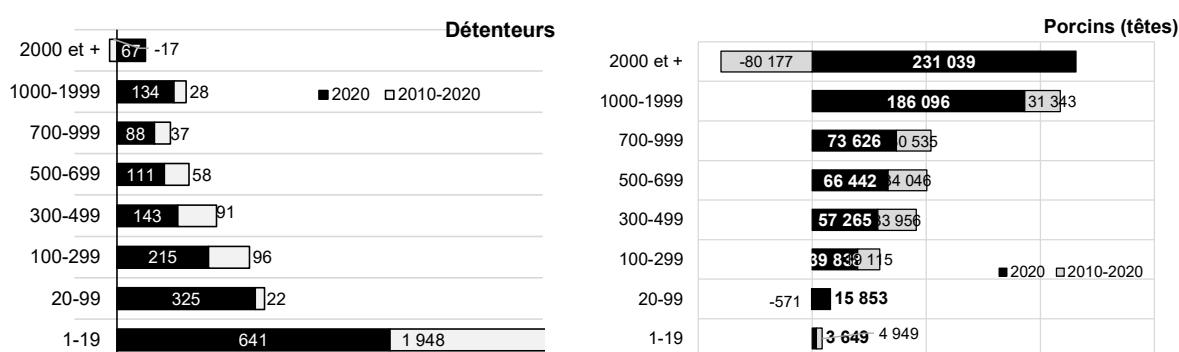 Détenteurs
2000 et + 67 -17
1000-1999 134 28
■2020 □2010-2020
700-999 88 37
500-699 111 58
300-499 143 91
100-299 215 96
20-99 325 22
1-19 641 1 948
Porcins (têtes)
2000 et + -80 177 231 039
1000-1999 186 096 31 343
700-999 73 626
500-699 66 442
300-499 57 265
100-299
■2020 □2010-2020
20-99 -571 15 853
1-19 3 649 4 949